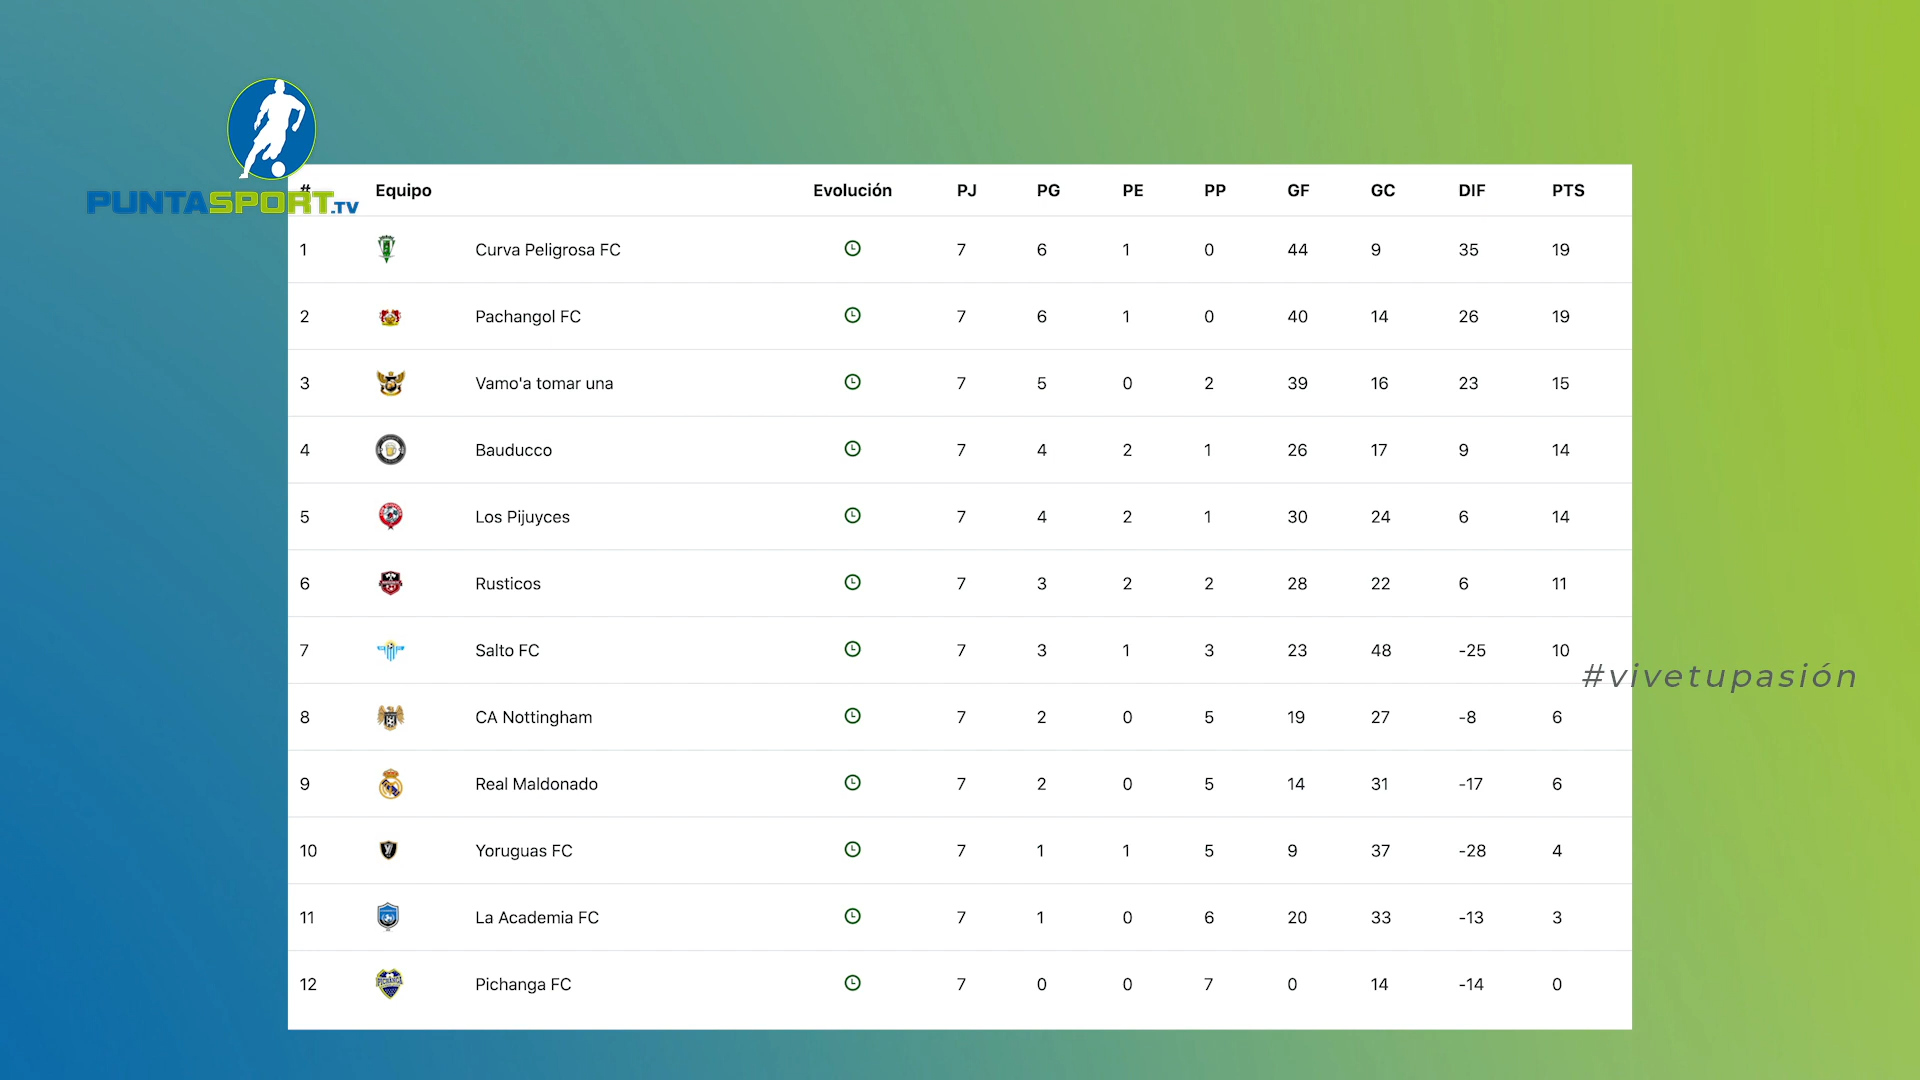 PUNTASPORT.TV
# Equipo Evolución PJ PG PE PP GF GC DIF PTS
1 Curva Peligrosa FC 7 6 1 0 44 9 35 19
2 Pachangol FC 7 6 1 0 40 14 26 19
3 Vamo'a tomar una 7 5 0 2 39 16 23 15
4 Bauducco 7 4 2 1 26 17 9 14
5 Los Pijuyces 7 4 2 1 30 24 6 14
6 Rusticos 7 3 2 2 28 22 6 11
7 Salto FC 7 3 1 3 23 48 -25 10
#vivetupasión
8 CA Nottingham 7 2 0 5 19 27 -8 6
9 Real Maldonado 7 2 0 5 14 31 -17 6
10 Yoruguas FC 7 1 1 5 9 37 -28 4
11 La Academia FC 7 1 0 6 20 33 -13 3
12 PICHANGA Pichanga FC 7 0 0 7 0 14 -14 0